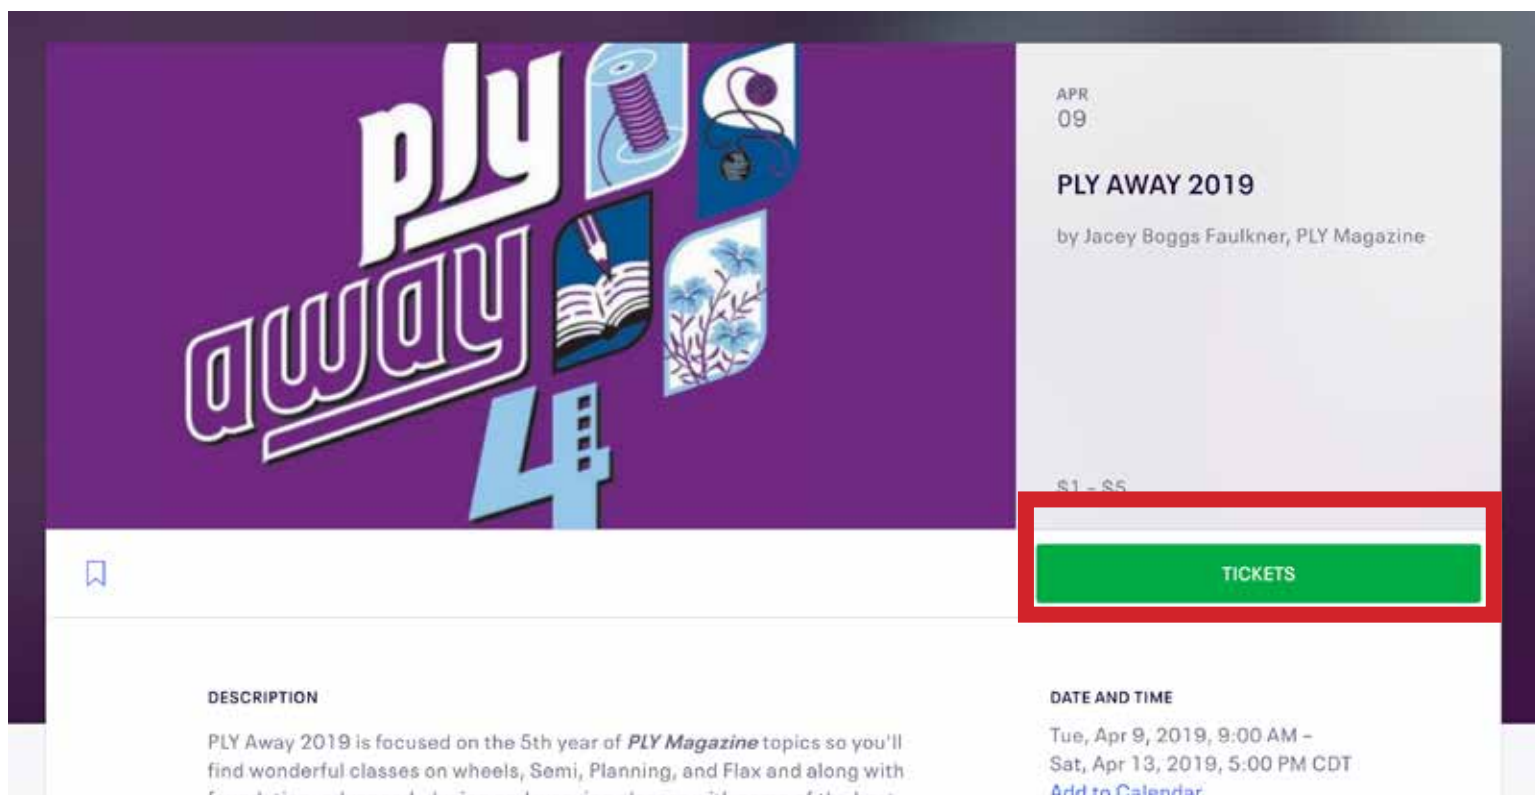 ply
away
4
APR
09
PLY AWAY 2019
by Jacey Boggs Faulkner, PLY Magazine
$1 – $5
TICKETS
DESCRIPTION
PLY Away 2019 is focused on the 5th year of PLY Magazine topics so you'll
find wonderful classes on wheels, Semi, Planning, and Flax and along with
DATE AND TIME
Tue, Apr 9, 2019, 9:00 AM –
Sat, Apr 13, 2019, 5:00 PM CDT
Add to Calendar